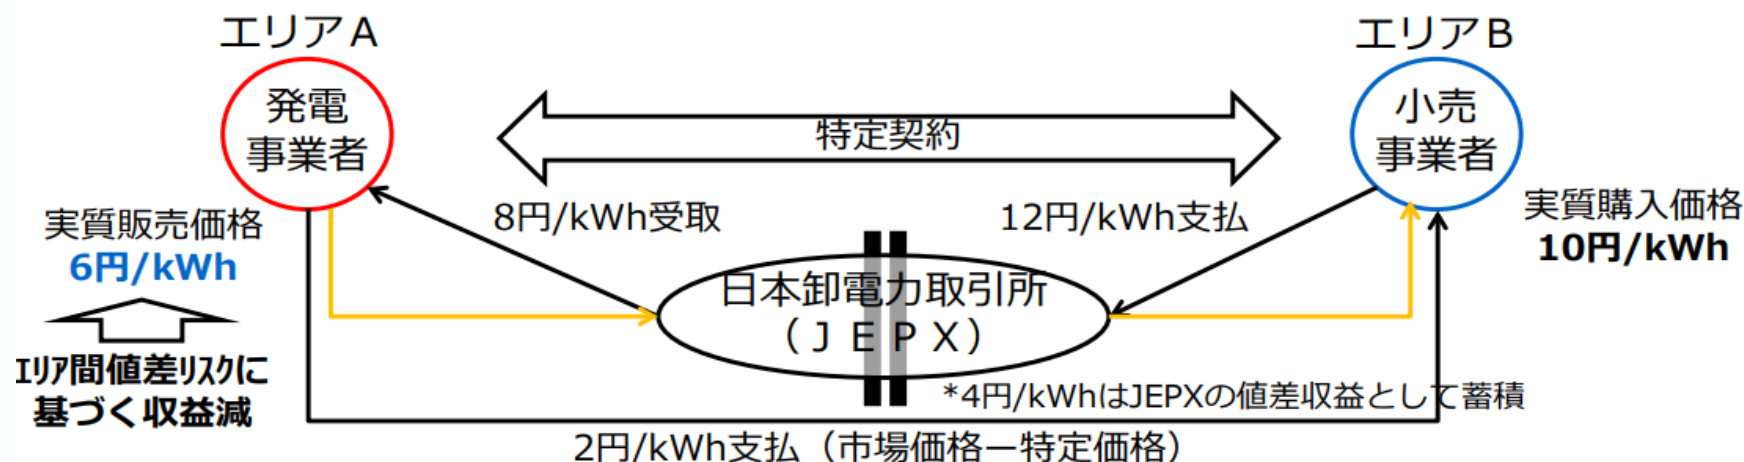 エリアA
エリアB
発電
事業者
小売
事業者
特定契約
8円/kWh受取
12円/kWh支払
実質販売価格
6円/kWh
実質購入価格
10円/kWh
日本卸電力取引所
（ＪＥＰＸ）
エリア間値差リスクに
基づく収益減
*4円/kWhはJEPXの値差収益として蓄積
2円/kWh支払（市場価格ー特定価格）